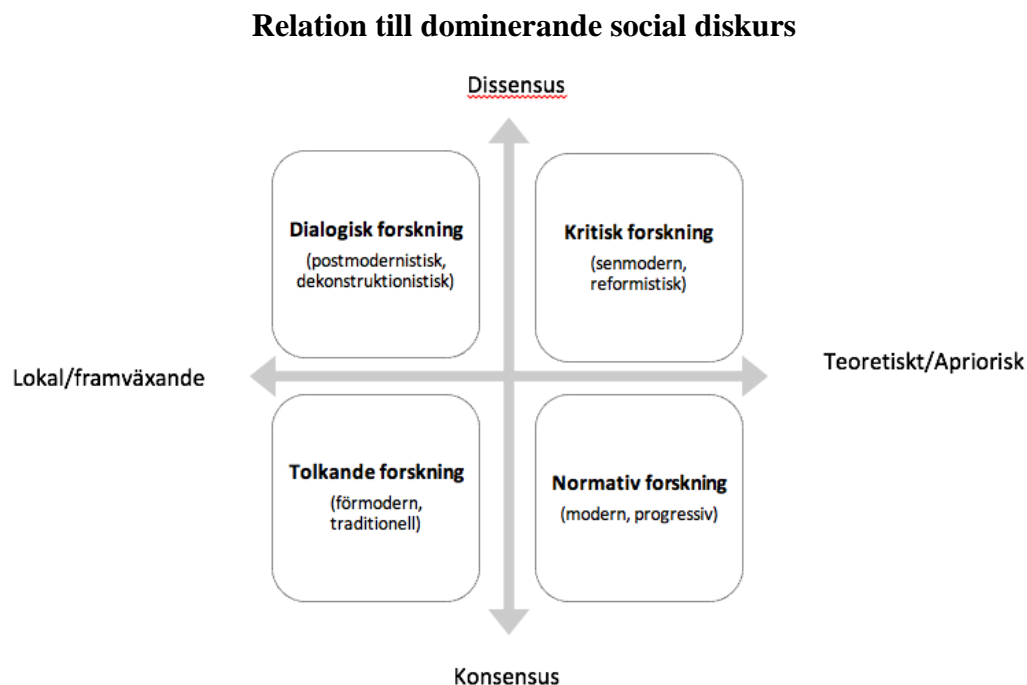 Relation till dominerande social diskurs
Dissensus
Dialogisk forskning
(postmodernistisk,
dekonstruktionistisk)
Kritisk forskning
(senmodern,
reformistisk)
Lokal/framväxande
Teoretiskt/Apriorisk
Tolkande forskning
(förmodern,
traditionell)
Normativ forskning
(modern, progressiv)
Konsensus